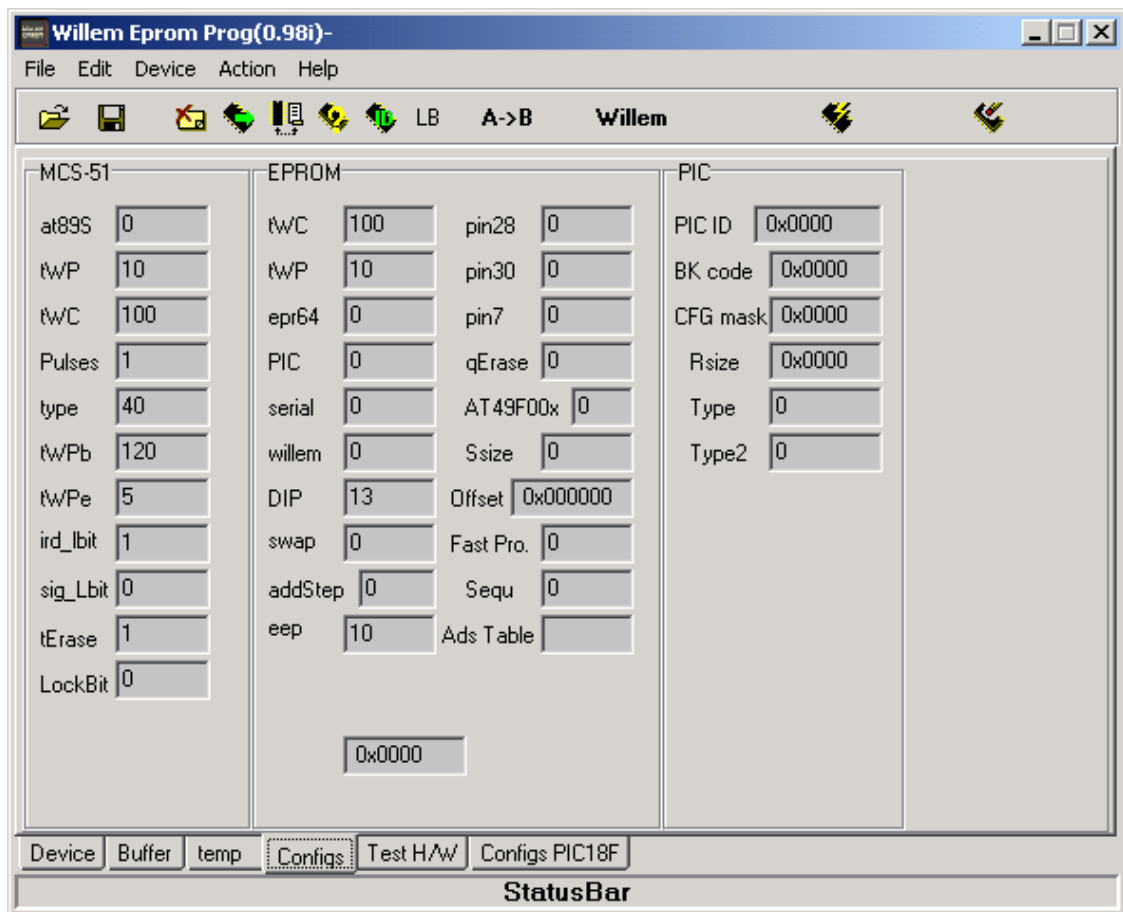 Willem Eprom Prog(0.98i)-
File Edit Device Action Help
LB A->B Willem
MCS-51
at89S 0
tWP 10
tWC 100
Pulses 1
type 40
tWPb 120
tWPe 5
ird_lbit 1
sig_Lbit 0
tErase 1
LockBit 0
EPROM
tWC 100 pin28 0
tWP 10 pin30 0
epr64 0 pin7 0
PIC 0 qErase 0
serial 0 AT49F00x 0
willem 0 Ssize 0
DIP 13 Offset 0x000000
swap 0 Fast Pro. 0
addStep 0 Sequ 0
eep 10 Ads Table
0x0000
PIC
PIC ID 0x0000
BK code 0x0000
CFG mask 0x0000
Rsize 0x0000
Type 0
Type2 0
Device Buffer temp Configs Test H/W Configs PIC18F
StatusBar